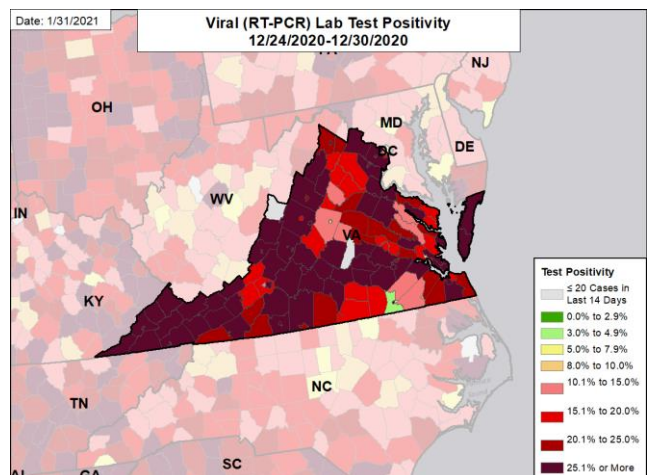 Date: 1/31/2021
Viral (RT-PCR) Lab Test Positivity
12/24/2020-12/30/2020
NJ
OH
MD
DC
DE
WV
IN
VA
KY
NC
TN
SC
Test Positivity
≤ 20 Cases in
Last 14 Days
0.0% to 2.9%
3.0% to 4.9%
5.0% to 7.9%
8.0% to 10.0%
10.1% to 15.0%
15.1% to 20.0%
20.1% to 25.0%
25.1% or More